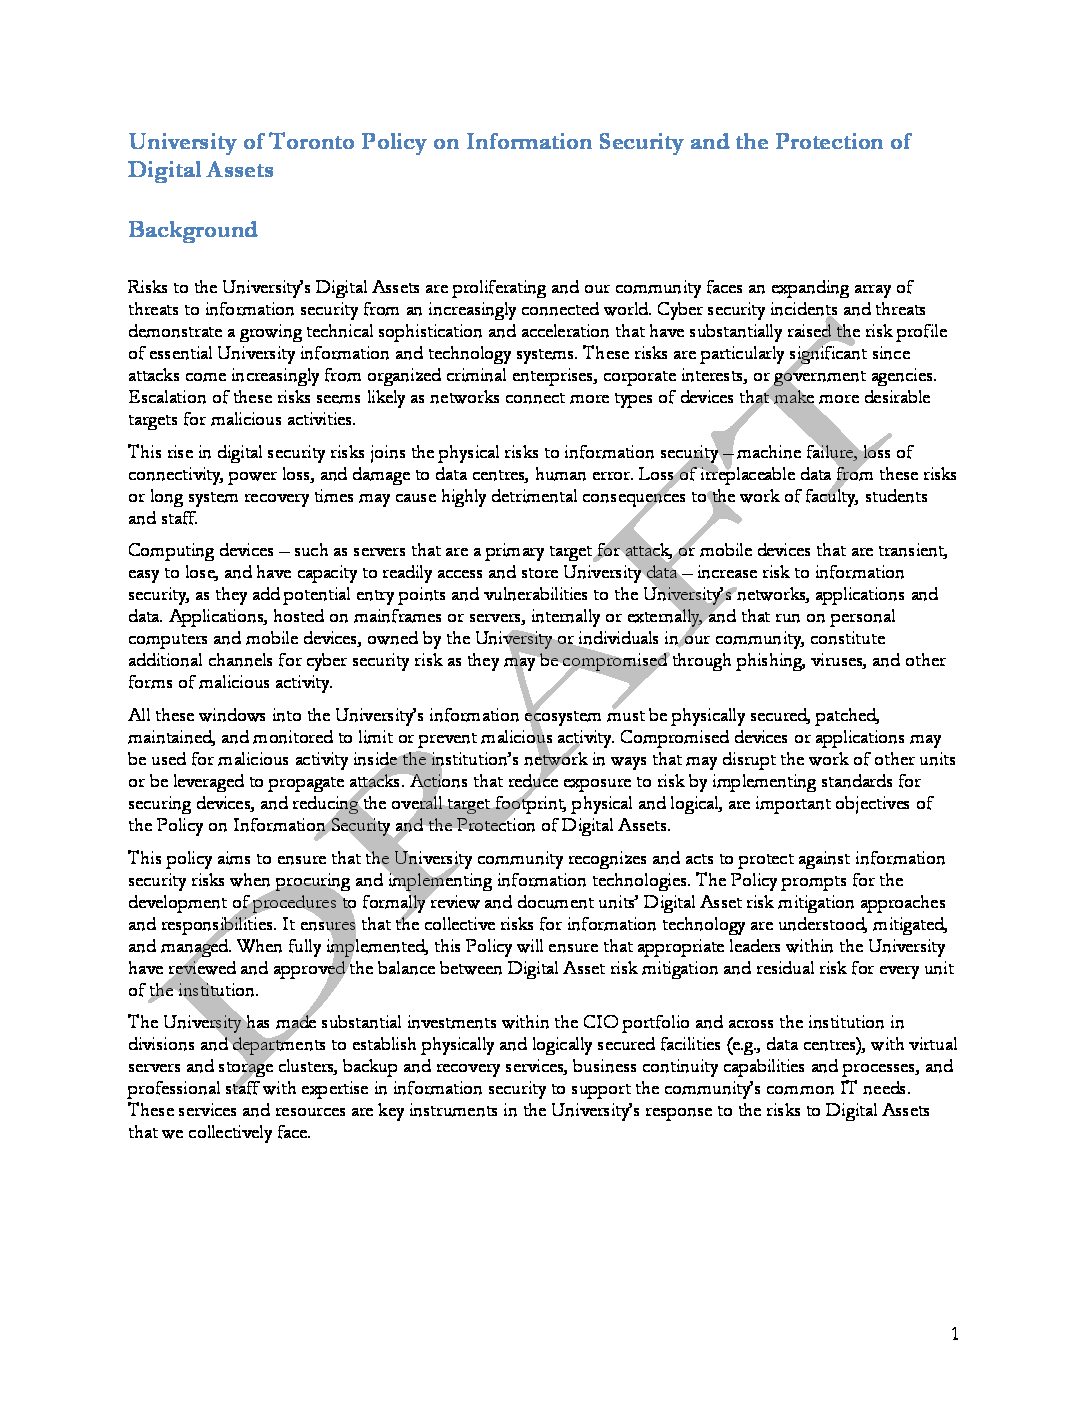 University of Toronto Policy on Information Security and the Protection of
Digital Assets
Background
Risks to the University's Digital Assets are proliferating and our community faces an expanding array of
threats to information security from an increasingly connected world. Cyber security incidents and threats
demonstrate a growing technical sophistication and acceleration that have substantially raised the risk profile
of essential University information and technology systems. These risks are particularly significant since
attacks come increasingly from organized criminal enterprises, corporate interests, or government agencies.
Escalation of these risks seems likely as networks connect more types of devices that make more desirable
targets for malicious activities.
This rise in digital security risks joins the physical risks to information security – machine failure, loss of
connectivity, power loss, and damage to data centres, human error. Loss of irreplaceable data from these risks
or long system recovery times may cause highly detrimental consequences to the work of faculty, students
and staff.
Computing devices – such as servers that are a primary target for attack, or mobile devices that are transient,
easy to lose, and have capacity to readily access and store University data – increase risk to information
security, as they add potential entry points and vulnerabilities to the University's networks, applications and
data. Applications, hosted on mainframes or servers, internally or externally, and that run on personal
computers and mobile devices, owned by the University or individuals in our community, constitute
additional channels for cyber security risk as they may be compromised through phishing, viruses, and other
forms of malicious activity.
All these windows into the University's information ecosystem must be physically secured, patched,
maintained, and monitored to limit or prevent malicious activity. Compromised devices or applications may
be used for malicious activity inside the institution's network in ways that may disrupt the work of other units
or be leveraged to propagate attacks. Actions that reduce exposure to risk by implementing standards for
securing devices, and reducing the overall target footprint, physical and logical, are important objectives of
the Policy on Information Security and the Protection of Digital Assets.
This policy aims to ensure that the University community recognizes and acts to protect against information
security risks when procuring and implementing information technologies. The Policy prompts for the
development of procedures to formally review and document units' Digital Asset risk mitigation approaches
and responsibilities. It ensures that the collective risks for information technology are understood, mitigated,
and managed. When fully implemented, this Policy will ensure that appropriate leaders within the University
have reviewed and approved the balance between Digital Asset risk mitigation and residual risk for every unit
of the institution.
The University has made substantial investments within the CIO portfolio and across the institution in
divisions and departments to establish physically and logically secured facilities (e.g., data centres), with virtual
servers and storage clusters, backup and recovery services, business continuity capabilities and processes, and
professional staff with expertise in information security to support the community's common IT needs.
These services and resources are key instruments in the University's response to the risks to Digital Assets
that we collectively face.
DRAFT
1